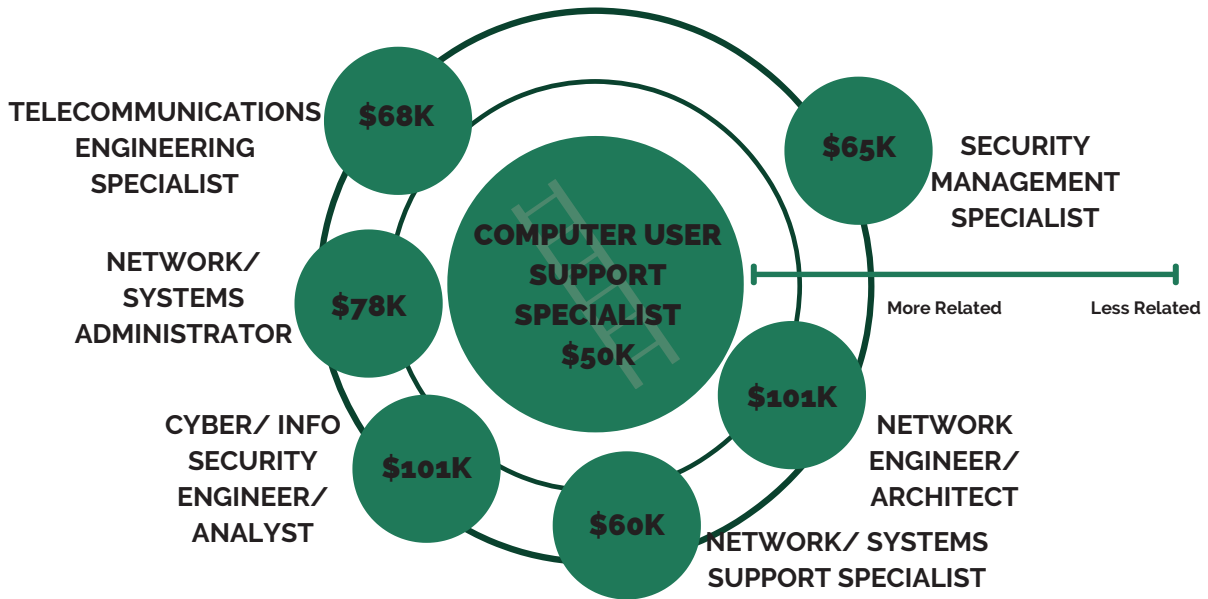 $68K
TELECOMMUNICATIONS
ENGINEERING
SPECIALIST
$65K
SECURITY
MANAGEMENT
SPECIALIST
COMPUTER USER
SUPPORT
SPECIALIST
$50K
NETWORK/
SYSTEMS
ADMINISTRATOR
$78K
More Related
Less Related
$101K
NETWORK
ENGINEER/
ARCHITECT
CYBER/ INFO
SECURITY
ENGINEER/
ANALYST
$101K
$60K
NETWORK/ SYSTEMS
SUPPORT SPECIALIST